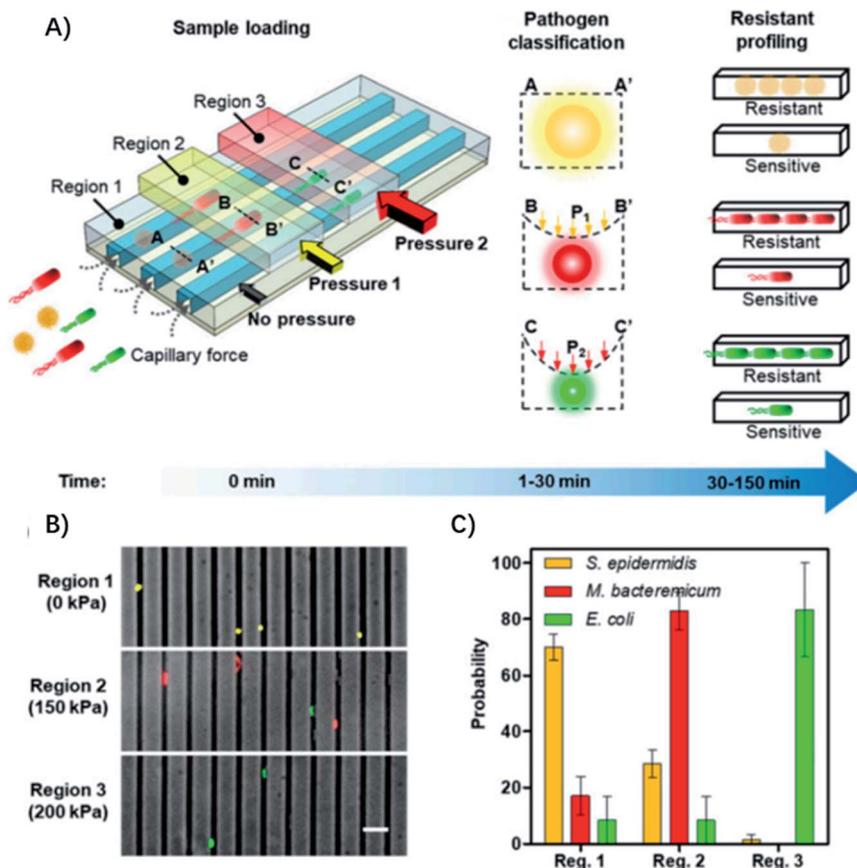 A)
Sample loading
Pathogen
classification
Resistant
profiling
Region 3
Region 2
Region 1
A
A'
B
B'
C
C'
Pressure 2
Pressure 1
No pressure
Capillary force
A A'
B P1 B'
C P2 C'
Resistant
Sensitive
Resistant
Sensitive
Resistant
Sensitive
Time: 0 min 1-30 min 30-150 min
B)
Region 1
(0 kPa)
Region 2
(150 kPa)
Region 3
(200 kPa)
C)
Probability
100
80
60
40
20
0
S. epidermidis
M. bacteremicum
E. coli
Reg. 1 Reg. 2 Reg. 3